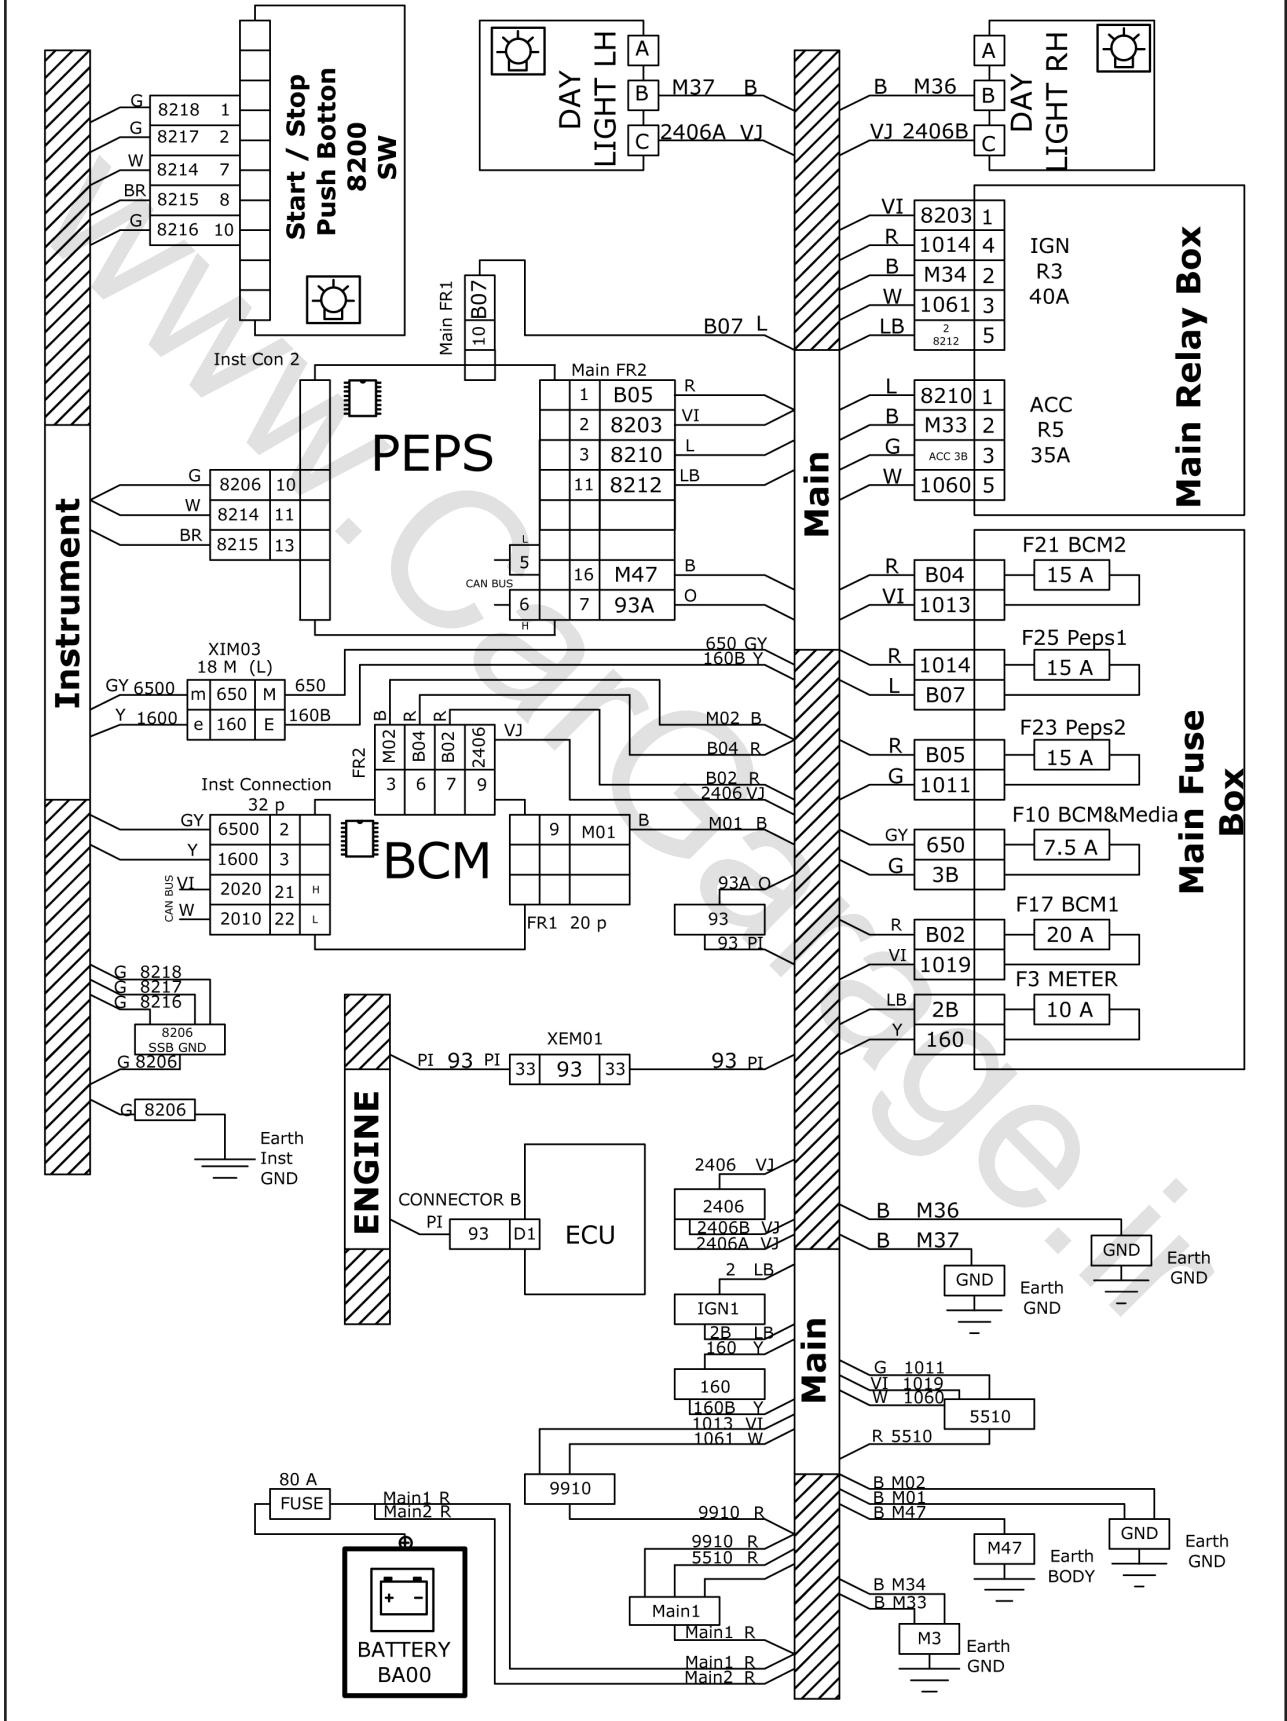 Start / Stop
Push Botton
8200
SW
G 8218 1
G 8217 2
W 8214 7
BR 8215 8
G 8216 10
DAY
LIGHT LH
A
B M37 B
C 2406A VJ
DAY
LIGHT RH
A
B M36 B
VJ 2406B C
Main Relay Box
VI 8203 1
R 1014 4
B M34 2
W 1061 3
LB 2 8212 5
IGN
R3
40A
L 8210 1
B M33 2
G ACC 3B 3
W 1060 5
ACC
R5
35A
Main FR1
10 B07
B07 L
Inst Con 2
PEPS
Main FR2
1 B05 R
2 8203 VI
3 8210 L
11 8212 LB
L
5
CAN BUS
16 M47 B
6 7 93A O
H
G 8206 10
W 8214 11
BR 8215 13
Instrument
Main
Main Fuse
Box
F21 BCM2
R B04 15 A
VI 1013
F25 Peps1
R 1014 15 A
L B07
F23 Peps2
R B05 15 A
G 1011
F10 BCM&Media
GY 650 7.5 A
G 3B
F17 BCM1
R B02 20 A
VI 1019
F3 METER
LB 2B 10 A
Y 160
XIM03
18 M (L)
GY 6500 m 650 M 650
Y 1600 e 160 E 160B
650 GY
160B Y
FR2
B R R VJ
M02 B04 B02 2406
3 6 7 9
M02 B
B04 R
B02 R
2406 VJ
M01 B
Inst Connection
32 p
GY 6500 2
Y 1600 3
CAN BUS
VI 2020 21 H
W 2010 22 L
BCM
9 M01 B
FR1 20 p
93A O
93
93 PI
G 8218
G 8217
G 8216
8206
SSB GND
G 8206
G 8206
Earth
Inst
GND
ENGINE
XEM01
PI 93 PI 33 93 33 93 PI
CONNECTOR B
PI 93 D1
ECU
2406 VJ
2406
2406B VJ
2406A VJ
2 LB
IGN1
2B LB
160 Y
160
160B Y
1013 VI
1061 W
9910
9910 R
9910 R
5510 R
Main1
Main1 R
Main1 R
Main2 R
Main
B M36
B M37
GND
Earth
GND
GND
Earth
GND
G 1011
VI 1019
W 1060
5510
R 5510
B M02
B M01
B M47
GND
Earth
GND
M47
Earth
BODY
B M34
B M33
M3
Earth
GND
80 A
FUSE
Main1 R
Main2 R
+ -
BATTERY
BA00
www.CarGarage.ir